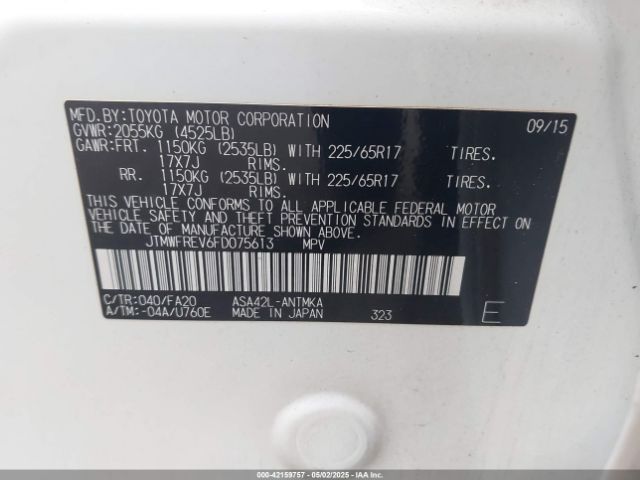 MFD.BY:TOYOTA MOTOR CORPORATION 09/15
GVWR:2055KG (4525LB)
GAWR:FRT. 1150KG (2535LB) WITH 225/65R17 TIRES.
17X7J RIMS.
RR. 1150KG (2535LB) WITH 225/65R17 TIRES.
17X7J RIMS.
THIS VEHICLE CONFORMS TO ALL APPLICABLE FEDERAL MOTOR
VEHICLE SAFETY AND THEFT PREVENTION STANDARDS IN EFFECT ON
THE DATE OF MANUFACTURE SHOWN ABOVE.
JTMWFREV6FD075613 MPV
C/TR:040/FA20 ASA42L-ANTMKA
A/TM:-04A/U760E MADE IN JAPAN 323 E
000-42159757 - 05/02/2025 - IAAI.COM